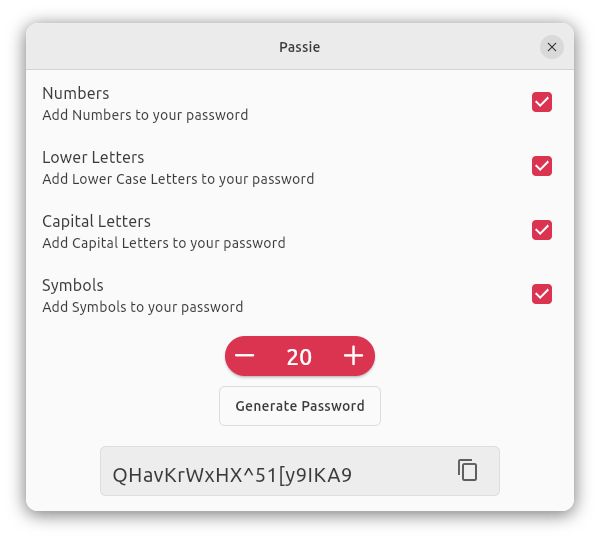 Passie
Numbers
Add Numbers to your password
Lower Letters
Add Lower Case Letters to your password
Capital Letters
Add Capital Letters to your password
Symbols
Add Symbols to your password
20
Generate Password
QHavKrWxHX^51[y9IKA9